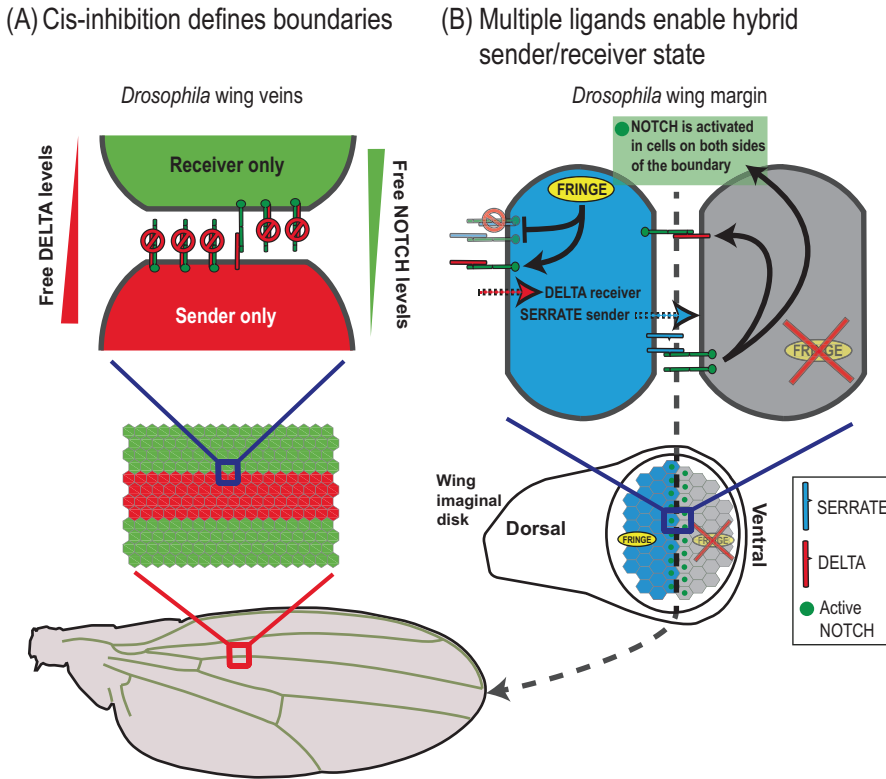 (A) Cis-inhibition defines boundaries
Drosophila wing veins
Free DELTA levels
Receiver only
Sender only
Free NOTCH levels
(B) Multiple ligands enable hybrid
sender/receiver state
Drosophila wing margin
NOTCH is activated
in cells on both sides
of the boundary
FRINGE
DELTA receiver
SERRATE sender
FRINGE
Wing
imaginal
disk
Dorsal
FRINGE
FRINGE
Ventral
SERRATE
DELTA
Active
NOTCH